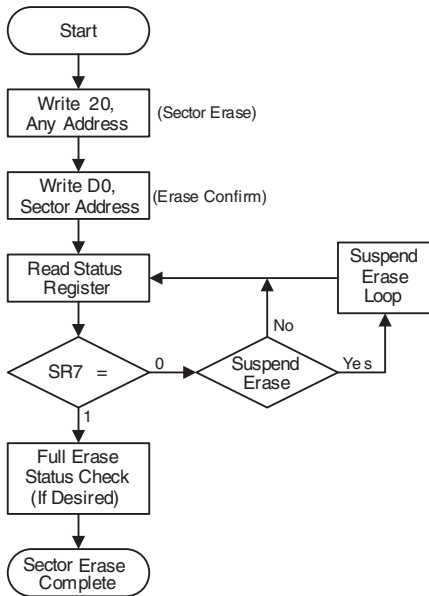 Start
Write 20,
Any Address
(Sector Erase)
Write D0,
Sector Address
(Erase Confirm)
Read Status
Register
Suspend
Erase
Loop
No
SR7 =
0
Suspend
Erase
Yes
1
Full Erase
Status Check
(If Desired)
Sector Erase
Complete